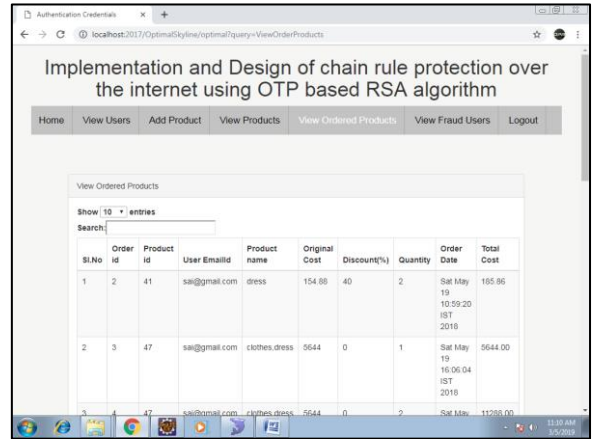 Authentication Credentials
localhost:2017/OptimalSkyline/optimal?query=ViewOrderProducts
Implementation and Design of chain rule protection over
the internet using OTP based RSA algorithm
Home View Users Add Product View Products View Ordered Products View Fraud Users Logout
View Ordered Products
Show 10 entries
Search:
Sl.No Order id Product id User EmailId Product name Original Cost Discount(%) Quantity Order Date Total Cost
1 2 41 sai@gmail.com dress 154.88 40 2 Sat May 19 10:59:20 IST 2018 185.86
2 3 47 sai@gmail.com clothes,dress 5644 0 1 Sat May 19 16:06:04 IST 2018 5644.00
3 4 47 sai@gmail.com clothes,dress 5644 0 2 Sat May 11288.00
11:10 AM
3/5/2019